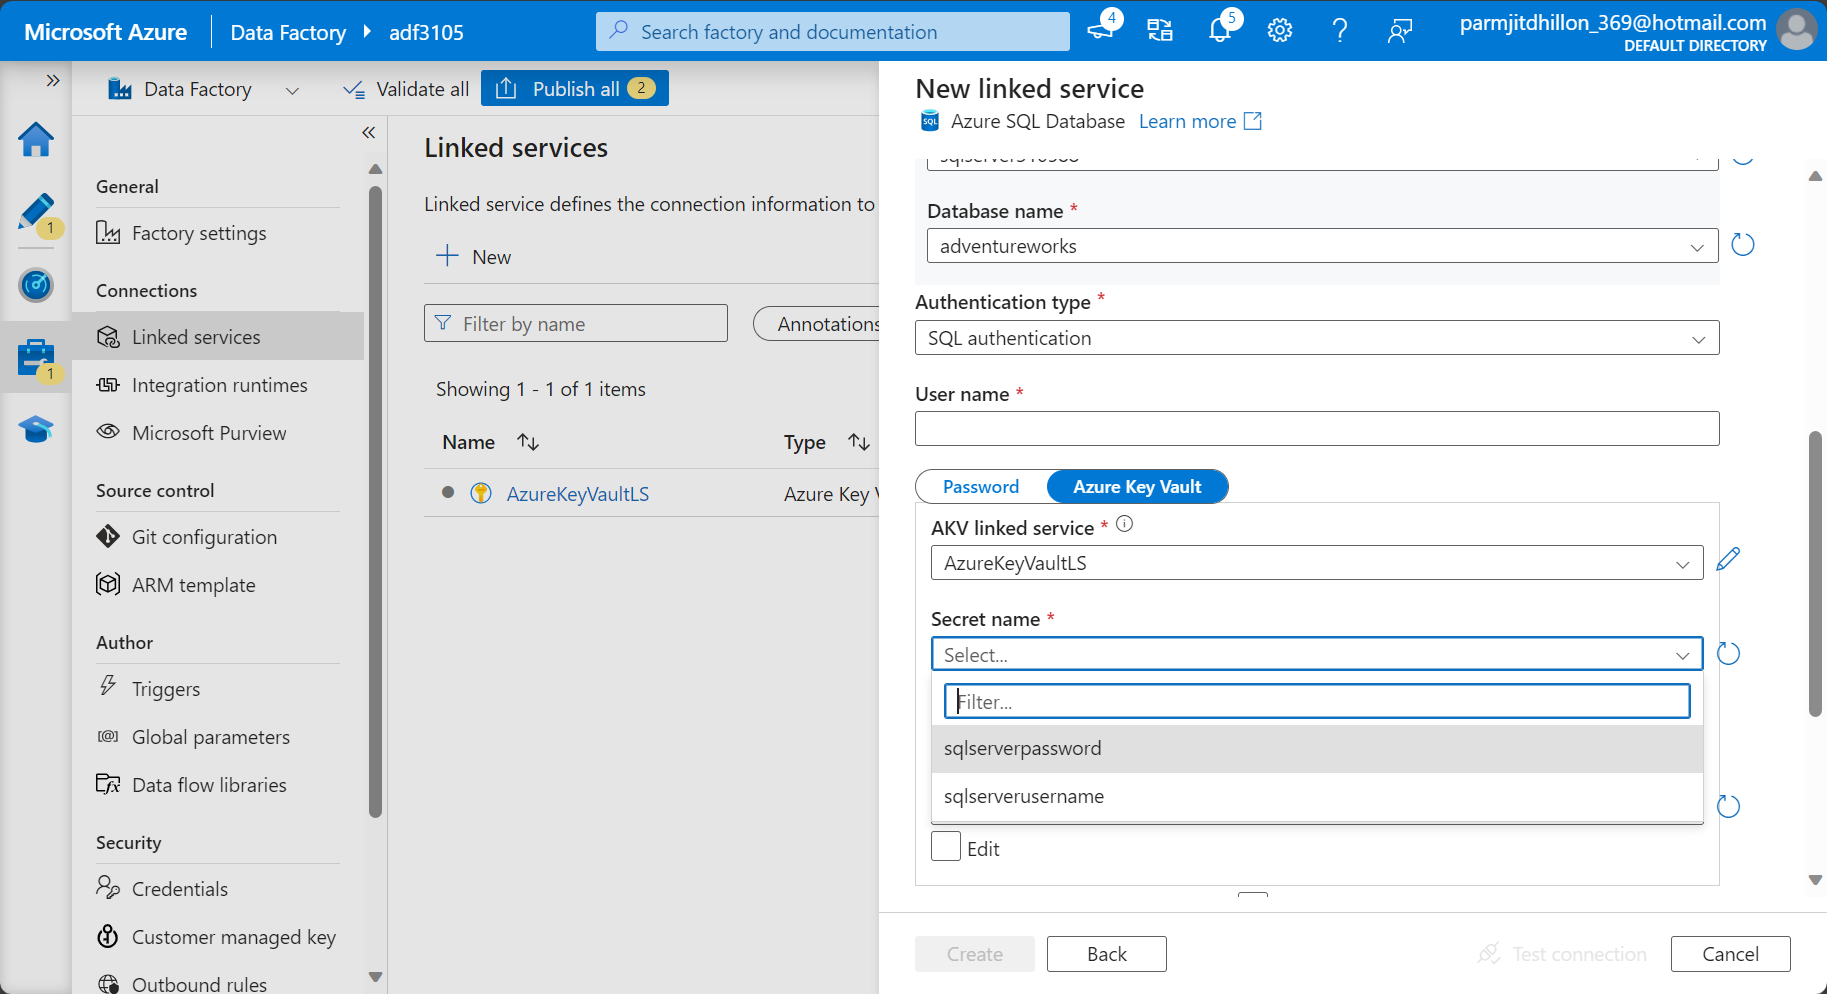 Microsoft Azure
Data Factory
adf3105
Search factory and documentation
4
5
parmjitdhillon_369@hotmail.com
DEFAULT DIRECTORY
Data Factory
Validate all
Publish all 2
1
1
General
Factory settings
Connections
Linked services
Integration runtimes
Microsoft Purview
Source control
Git configuration
ARM template
Author
Triggers
Global parameters
Data flow libraries
Security
Credentials
Customer managed key
Outbound rules
Linked services
Linked service defines the connection information to
New
Filter by name
Annotations
Showing 1 - 1 of 1 items
Name
Type
AzureKeyVaultLS
Azure Key
New linked service
SQL
Azure SQL Database
Learn more
Database name *
adventureworks
Authentication type *
SQL authentication
User name *
Password
Azure Key Vault
AKV linked service *
AzureKeyVaultLS
Secret name *
Select...
Filter...
sqlserverpassword
sqlserverusername
Edit
Create
Back
Test connection
Cancel